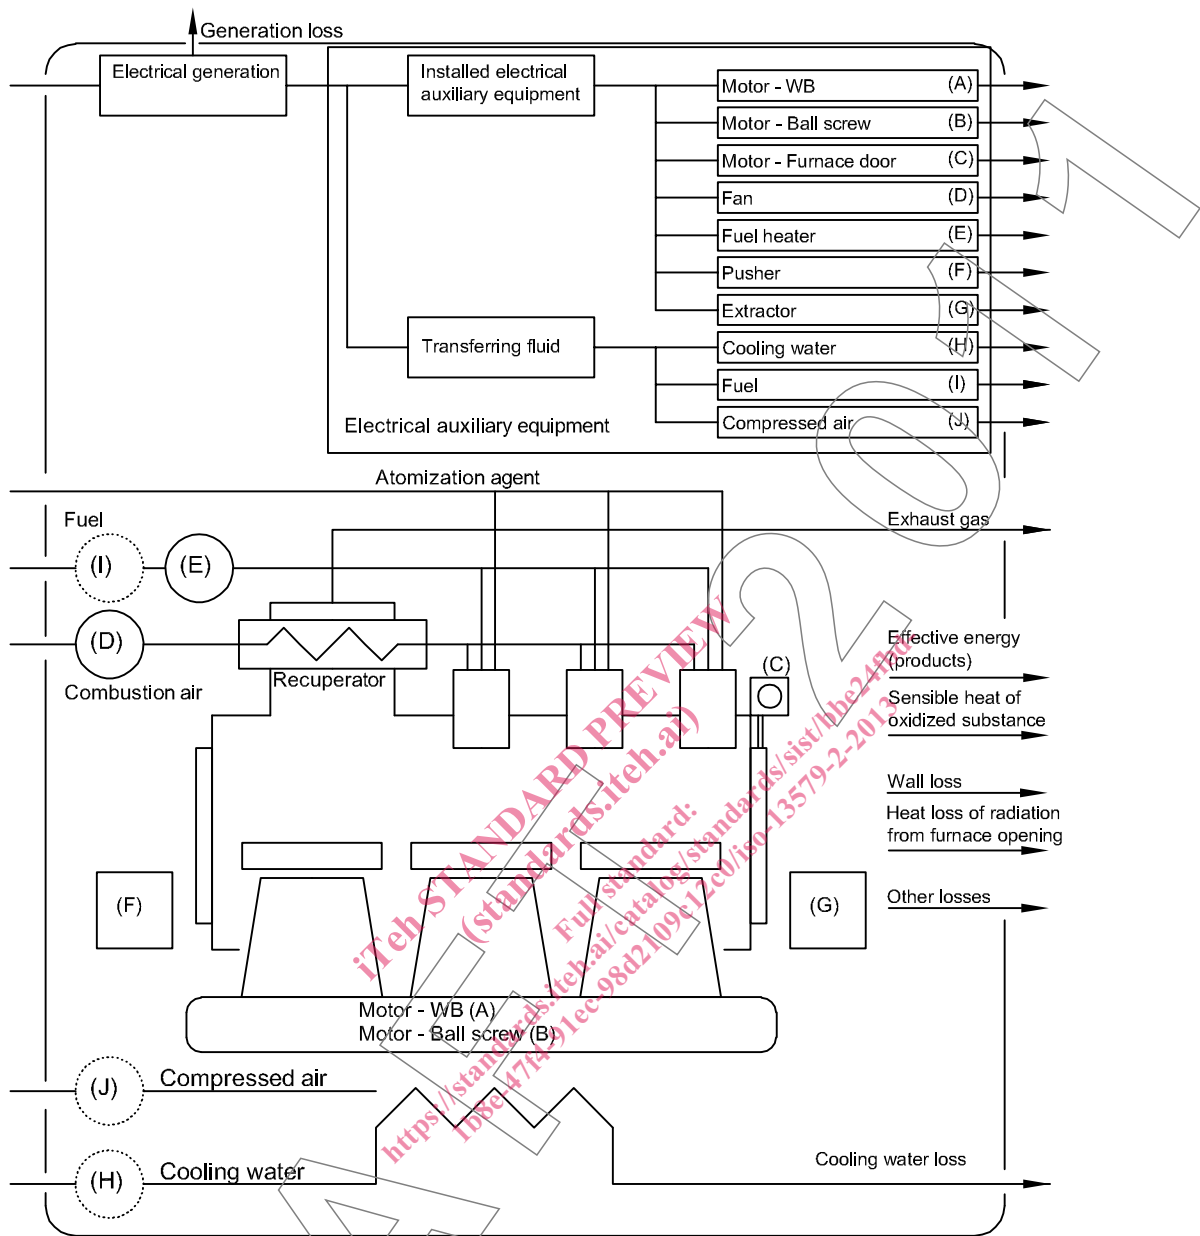 Generation loss
Electrical generation
Installed electrical
auxiliary equipment
Motor - WB (A)
Motor - Ball screw (B)
Motor - Furnace door (C)
Fan (D)
Fuel heater (E)
Pusher (F)
Extractor (G)
Transferring fluid
Cooling water (H)
Fuel (I)
Compressed air (J)
Electrical auxiliary equipment
Atomization agent
Fuel
Exhaust gas
(I)
(E)
(D)
Combustion air
Recuperator
(C)
Effective energy
(products)
Sensible heat of
oxidized substance
Wall loss
Heat loss of radiation
from furnace opening
Other losses
(F)
(G)
Motor - WB (A)
Motor - Ball screw (B)
(J)
Compressed air
(H)
Cooling water
Cooling water loss
iTeh STANDARD PREVIEW
(standards.iteh.ai)
Full standard:
https://standards.iteh.ai/catalog/standards/sist/bbe24fbd-
1b8e-47f4-91ec-98d2109c12c0/iso-13579-2-2013